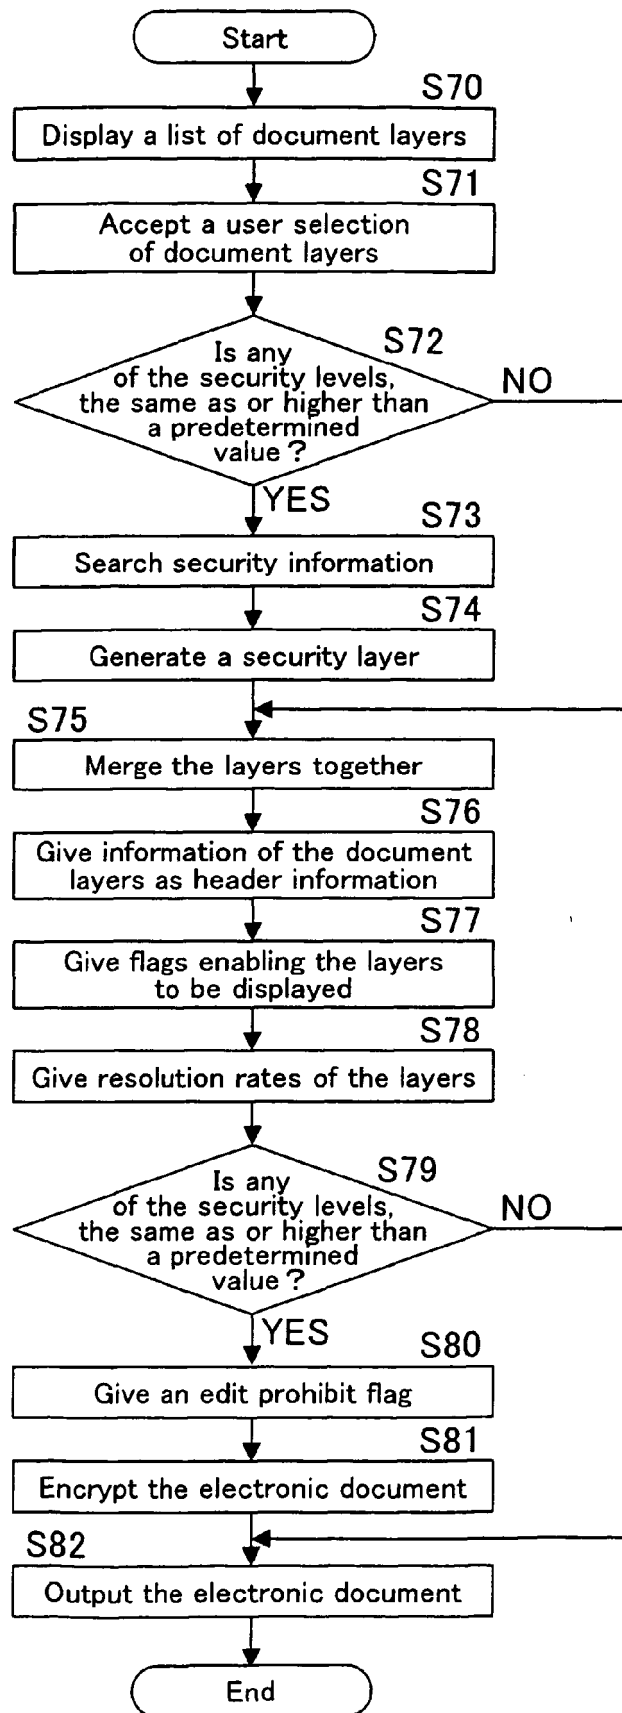 Start
S70
Display a list of document layers
S71
Accept a user selection
of document layers
S72
Is any
of the security levels,
the same as or higher than
a predetermined
value?
NO
YES
S73
Search security information
S74
Generate a security layer
S75
Merge the layers together
S76
Give information of the document
layers as header information
S77
Give flags enabling the layers
to be displayed
S78
Give resolution rates of the layers
S79
Is any
of the security levels,
the same as or higher than
a predetermined
value?
NO
YES
S80
Give an edit prohibit flag
S81
Encrypt the electronic document
S82
Output the electronic document
End